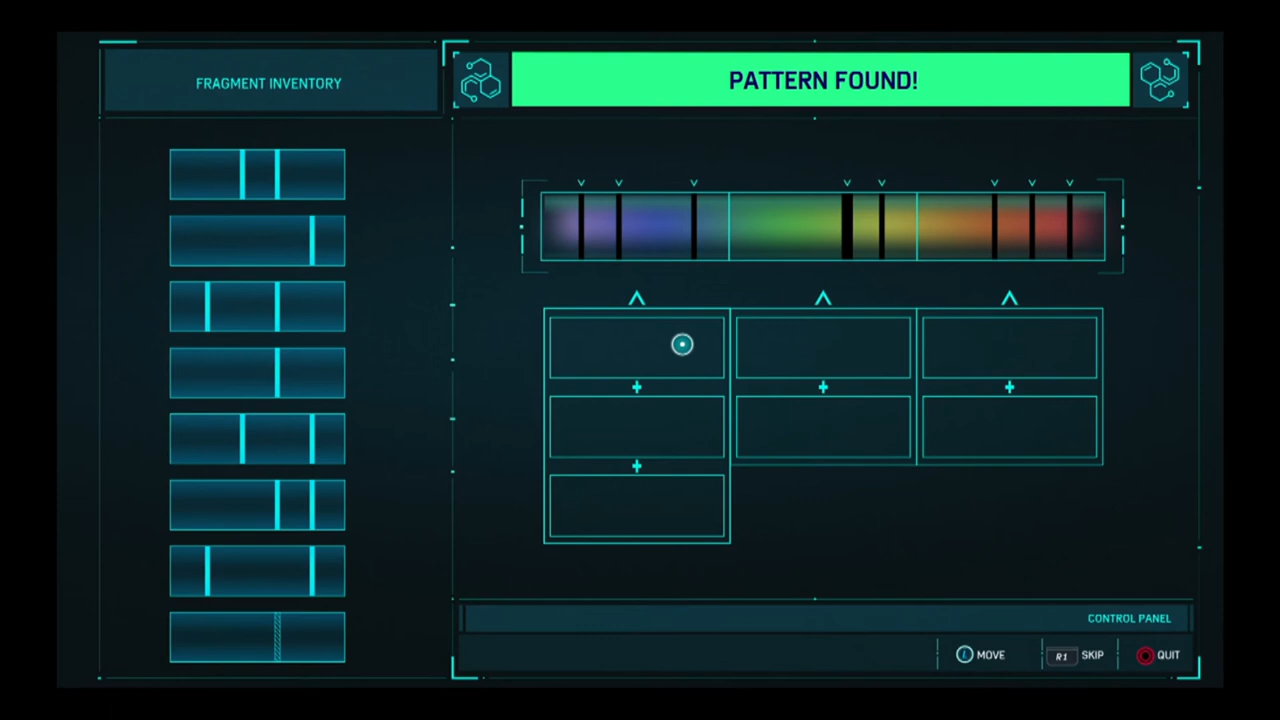 FRAGMENT INVENTORY
PATTERN FOUND!
CONTROL PANEL
L MOVE
R1 SKIP
QUIT